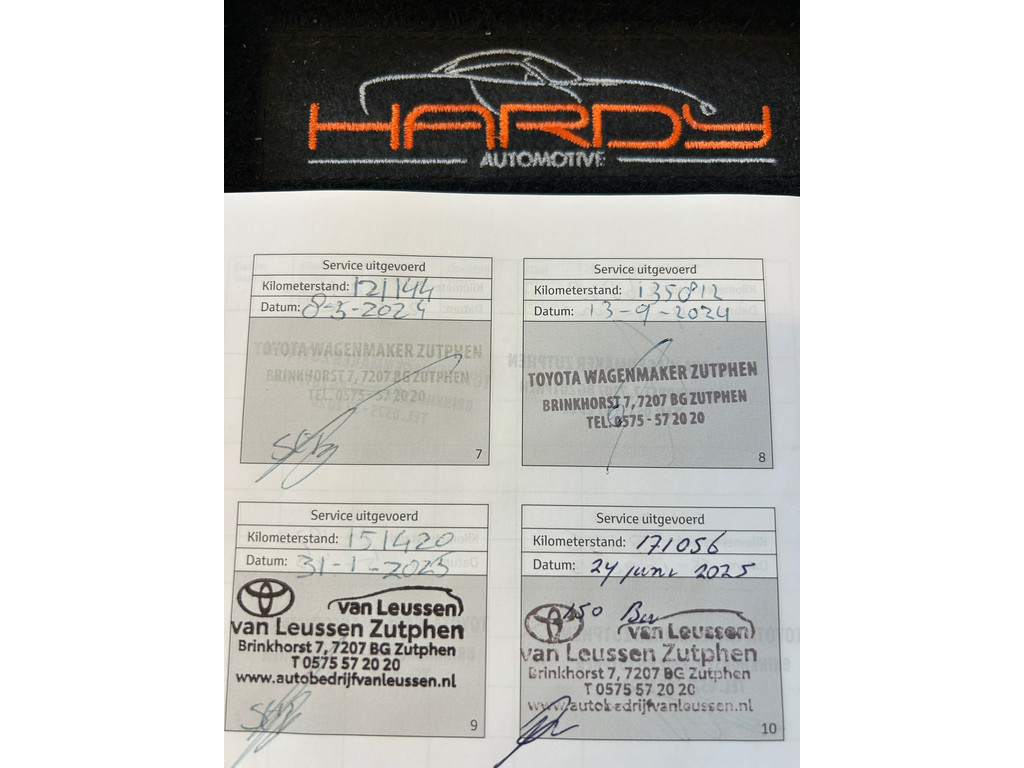 HARDY
AUTOMOTIVE
Service uitgevoerd
Kilometerstand: 121144
Datum: 8-5-2024
TOYOTA WAGENMAKER ZUTPHEN
BRINKHORST 7, 7207 BG ZUTPHEN
TEL. 0575 - 57 20 20
7
Service uitgevoerd
Kilometerstand: 135812
Datum: 13-9-2024
TOYOTA WAGENMAKER ZUTPHEN
BRINKHORST 7, 7207 BG ZUTPHEN
TEL. 0575 - 57 20 20
8
Service uitgevoerd
Kilometerstand: 151420
Datum: 31-1-2025
van Leussen
van Leussen Zutphen
Brinkhorst 7, 7207 BG Zutphen
T 0575 57 20 20
www.autobedrijfvanleussen.nl
9
Service uitgevoerd
Kilometerstand: 171056
Datum: 24 juni 2025
150
van Leussen
van Leussen Zutphen
Brinkhorst 7, 7207 BG Zutphen
T 0575 57 20 20
www.autobedrijfvanleussen.nl
10